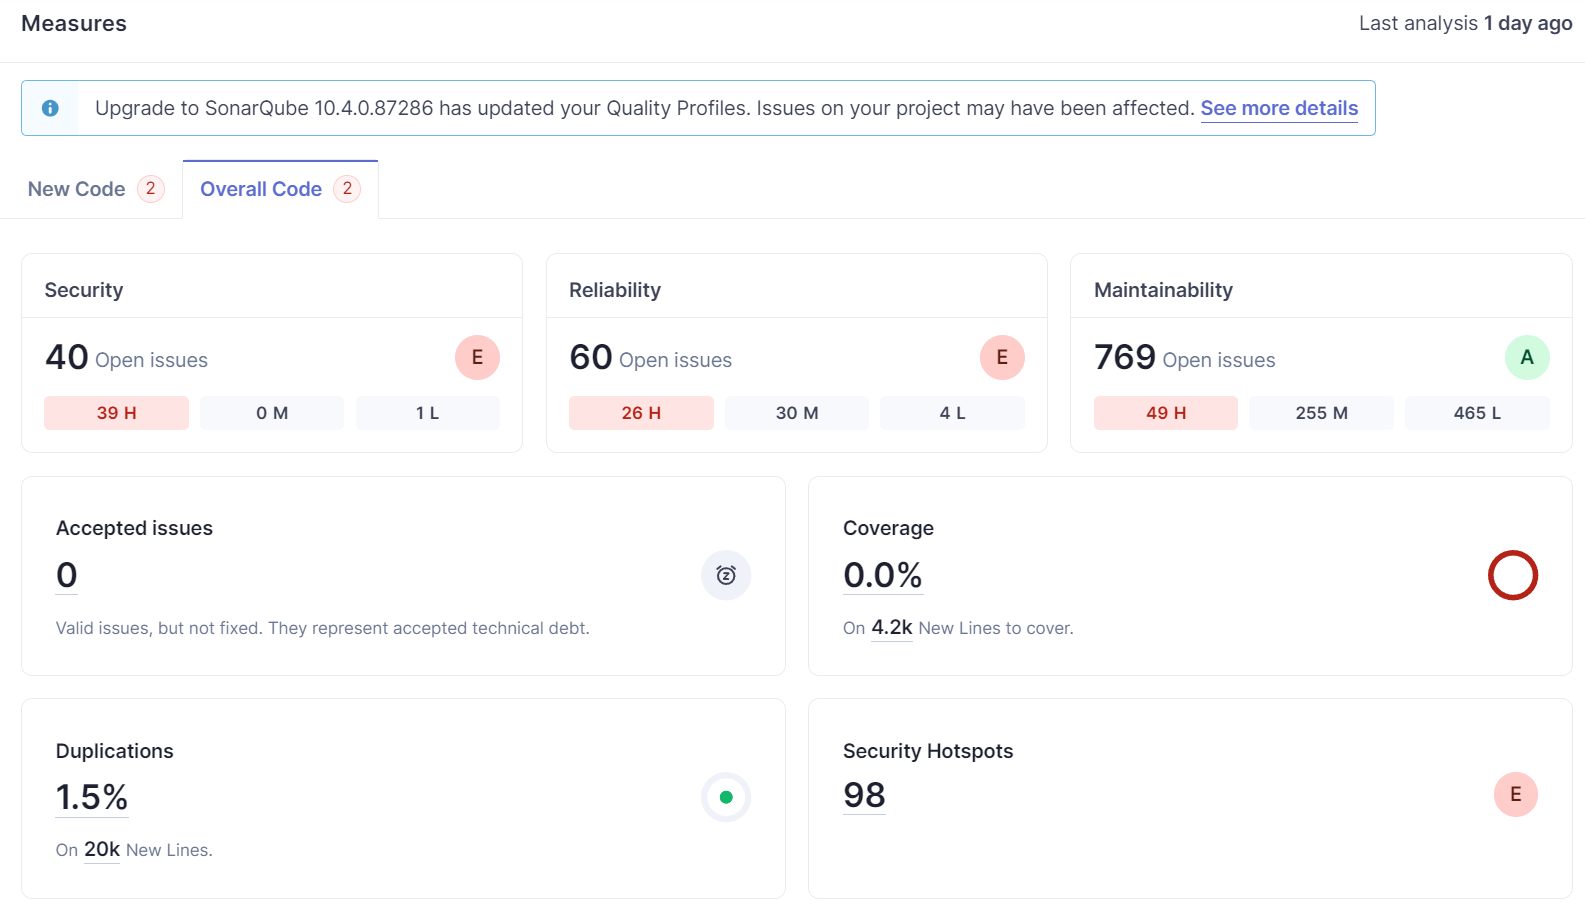 Measures
Last analysis 1 day ago
Upgrade to SonarQube 10.4.0.87286 has updated your Quality Profiles. Issues on your project may have been affected. See more details
New Code 2
Overall Code 2
Security
40 Open issues
E
39 H
0 M
1 L
Reliability
60 Open issues
E
26 H
30 M
4 L
Maintainability
769 Open issues
A
49 H
255 M
465 L
Accepted issues
0
Valid issues, but not fixed. They represent accepted technical debt.
Coverage
0.0%
On 4.2k New Lines to cover.
Duplications
1.5%
On 20k New Lines.
Security Hotspots
98
E